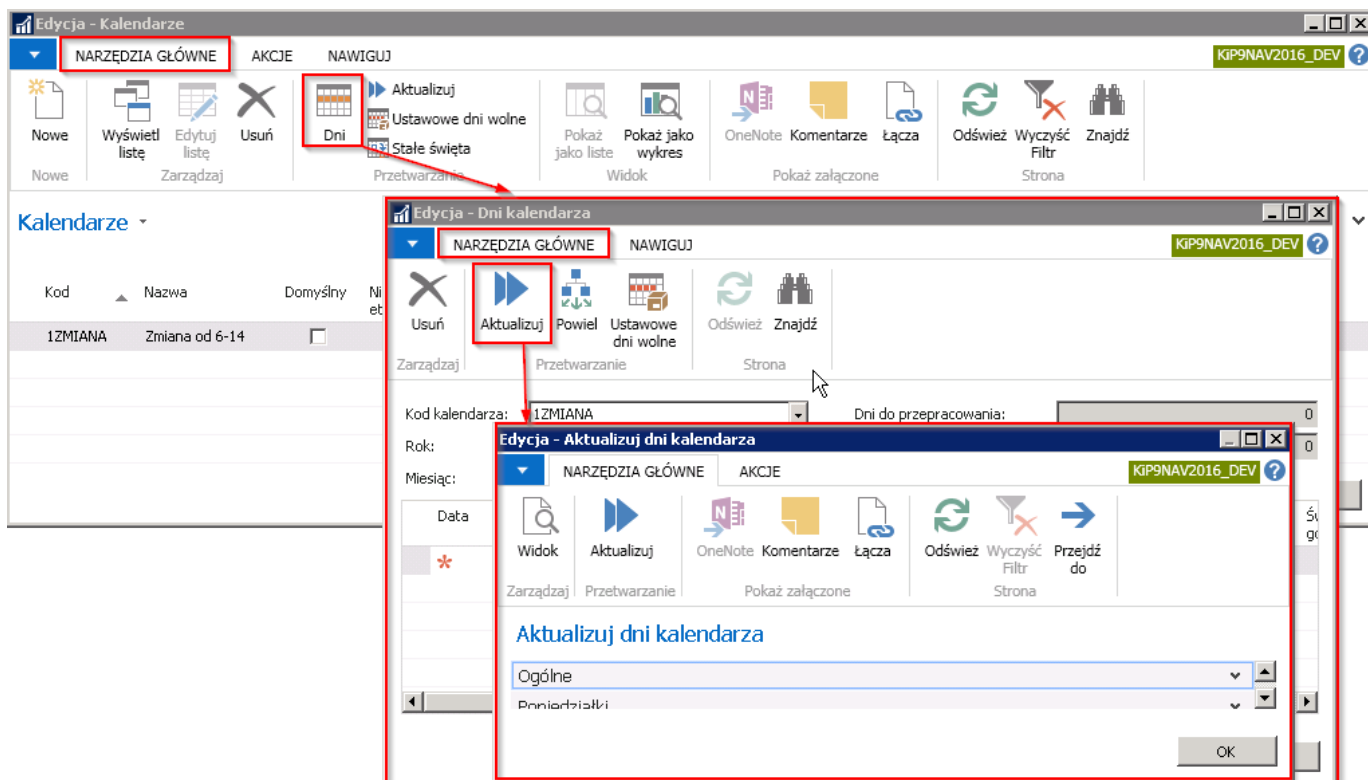 Edycja - Kalendarze
NARZĘDZIA GŁÓWNE AKCJE NAWIGUJ KiP9NAV2016_DEV ?
Nowe
Wyświetl listę
Edytuj listę
Usuń
Dni
Aktualizuj
Ustawowe dni wolne
Stałe święta
Pokaż jako liste
Pokaż jako wykres
OneNote
Komentarze
Łącza
Odśwież
Wyczyść Filtr
Znajdź
Nowe Zarządzaj Przetwarzanie Widok Pokaż załączone Strona
Kalendarze
Kod Nazwa Domyślny Ni
et
1ZMIANA Zmiana od 6-14
Edycja - Dni kalendarza
NARZĘDZIA GŁÓWNE NAWIGUJ KiP9NAV2016_DEV ?
Usuń
Aktualizuj
Powiel
Ustawowe dni wolne
Odśwież
Znajdź
Zarządzaj Przetwarzanie Strona
Kod kalendarza: 1ZMIANA Dni do przepracowania: 0
Rok: 0
Miesiąc:
Data Św
go
Edycja - Aktualizuj dni kalendarza
NARZĘDZIA GŁÓWNE AKCJE KiP9NAV2016_DEV ?
Widok
Aktualizuj
OneNote
Komentarze
Łącza
Odśwież
Wyczyść Filtr
Przejdź do
Zarządzaj Przetwarzanie Pokaż załączone Strona
Aktualizuj dni kalendarza
Ogólne
Poniedziałki
OK